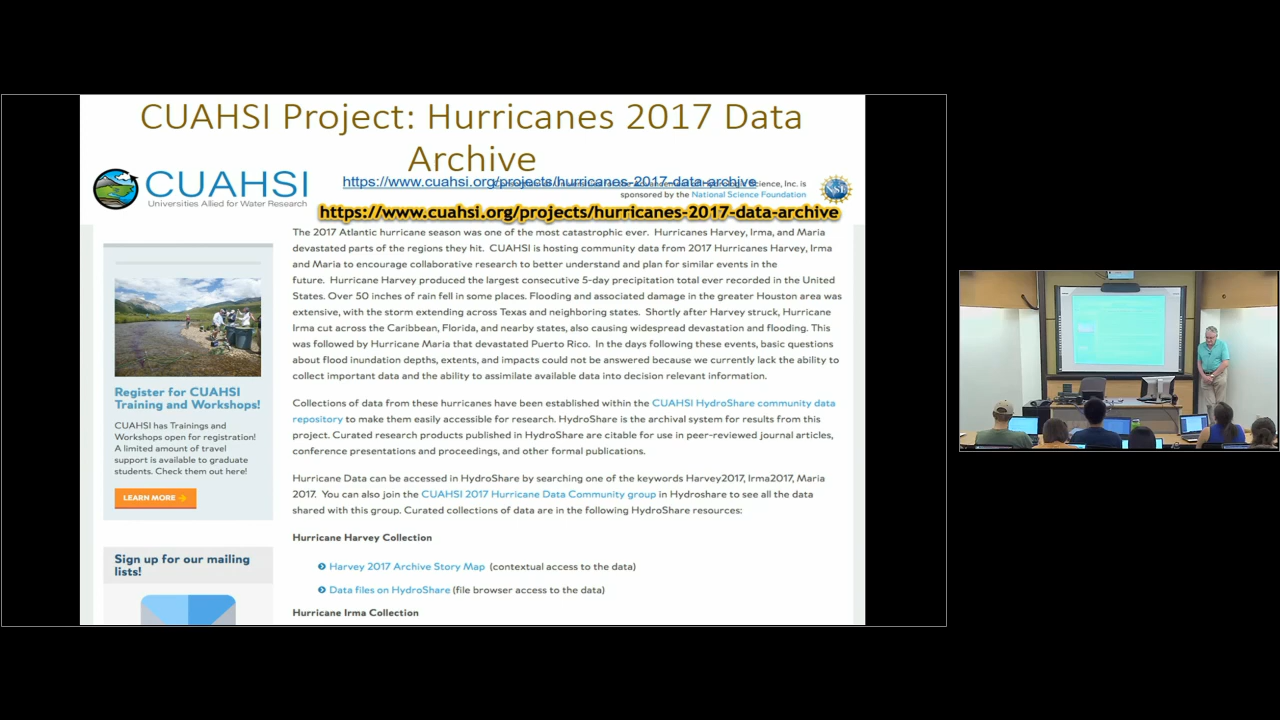 CUAHSI Project: Hurricanes 2017 Data
Archive
CUAHSI
Universities Allied for Water Research
https://www.cuahsi.org/projects/hurricanes-2017-data-archive
Science, Inc. is
sponsored by the National Science Foundation
NSF
https://www.cuahsi.org/projects/hurricanes-2017-data-archive
The 2017 Atlantic hurricane season was one of the most catastrophic ever. Hurricanes Harvey, Irma, and Maria
devastated parts of the regions they hit. CUAHSI is hosting community data from 2017 Hurricanes Harvey, Irma
and Maria to encourage collaborative research to better understand and plan for similar events in the
future. Hurricane Harvey produced the largest consecutive 5-day precipitation total ever recorded in the United
States. Over 50 inches of rain fell in some places. Flooding and associated damage in the greater Houston area was
extensive, with the storm extending across Texas and neighboring states. Shortly after Harvey struck, Hurricane
Irma cut across the Caribbean, Florida, and nearby states, also causing widespread devastation and flooding. This
was followed by Hurricane Maria that devastated Puerto Rico. In the days following these events, basic questions
about flood inundation depths, extents, and impacts could not be answered because we currently lack the ability to
collect important data and the ability to assimilate available data into decision relevant information.
Collections of data from these hurricanes have been established within the CUAHSI HydroShare community data
repository to make them easily accessible for research. HydroShare is the archival system for results from this
project. Curated research products published in HydroShare are citable for use in peer-reviewed journal articles,
conference presentations and proceedings, and other formal publications.
Hurricane Data can be accessed in HydroShare by searching one of the keywords Harvey2017, Irma2017, Maria
2017. You can also join the CUAHSI 2017 Hurricane Data Community group in Hydroshare to see all the data
shared with this group. Curated collections of data are in the following HydroShare resources:
Hurricane Harvey Collection
Harvey 2017 Archive Story Map (contextual access to the data)
Data files on HydroShare (file browser access to the data)
Hurricane Irma Collection
Register for CUAHSI
Training and Workshops!
CUAHSI has Trainings and
Workshops open for registration!
A limited amount of travel
support is available to graduate
students. Check them out here!
LEARN MORE
Sign up for our mailing
lists!